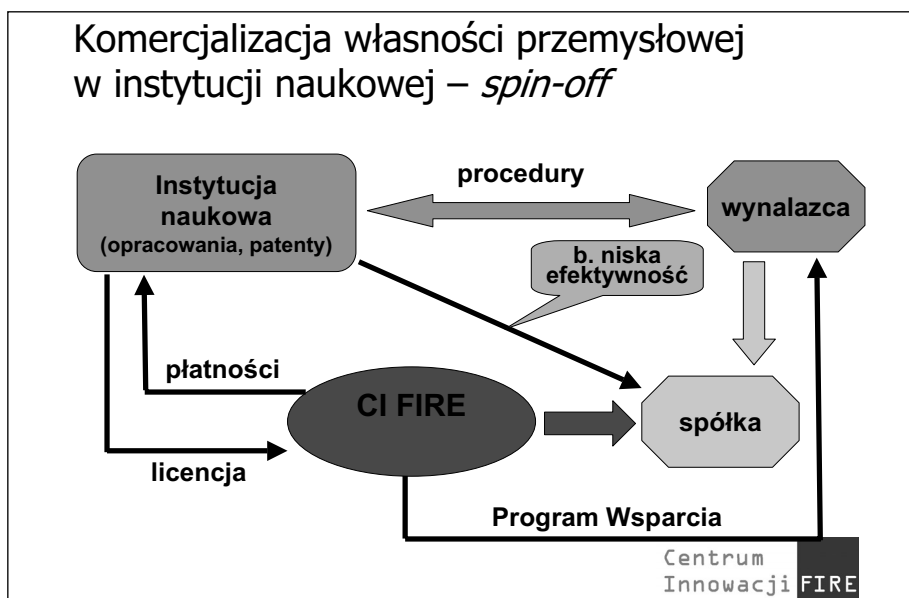 Komercjalizacja własności przemysłowej
w instytucji naukowej – spin-off
Instytucja
naukowa
(opracowania, patenty)
procedury
wynalazca
b. niska
efektywność
płatności
CI FIRE
spółka
licencja
Program Wsparcia
Centrum
Innowacji FIRE